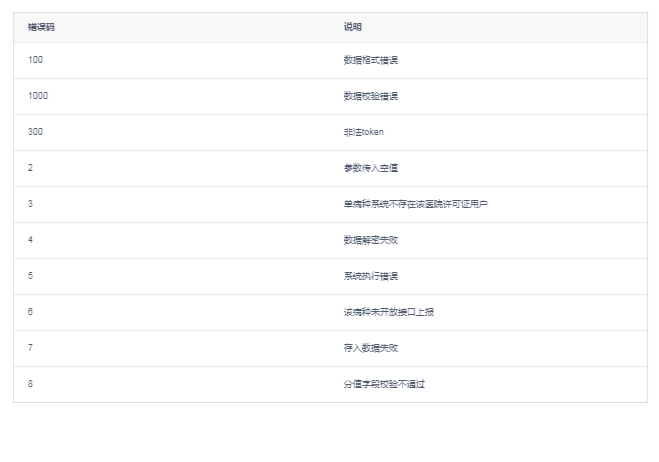 错误码 说明
100 数据格式错误
1000 数据校验错误
300 非法token
2 参数传入空值
3 单病种系统不存在该医院许可证用户
4 数据解密失败
5 系统执行错误
6 该病种未开放接口上报
7 存入数据失败
8 分值字段校验不通过